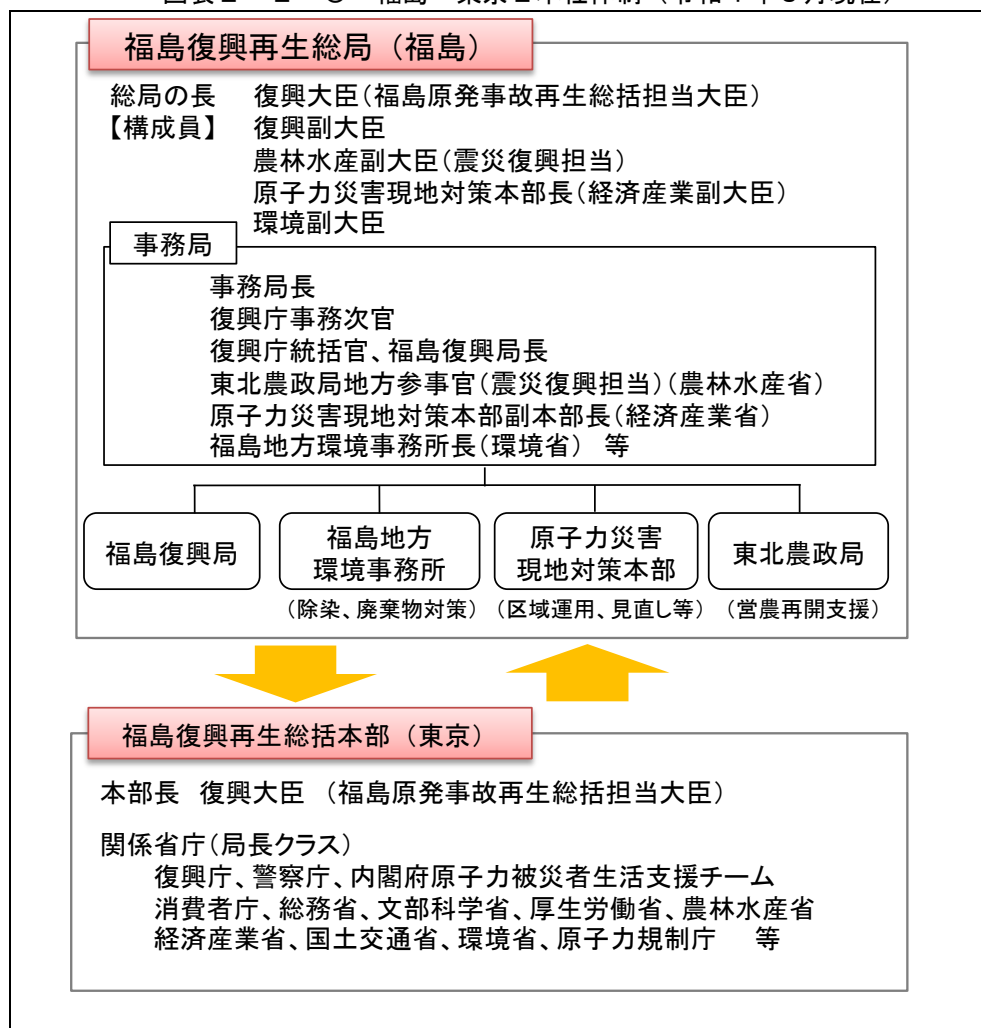 福島復興再生総局（福島）
総局の長　復興大臣（福島原発事故再生総括担当大臣）
【構成員】　復興副大臣
農林水産副大臣（震災復興担当）
原子力災害現地対策本部長（経済産業副大臣）
環境副大臣
事務局
事務局長
復興庁事務次官
復興庁統括官、福島復興局長
東北農政局地方参事官（震災復興担当）（農林水産省）
原子力災害現地対策本部副本部長（経済産業省）
福島地方環境事務所長（環境省）　等
福島復興局
福島地方
環境事務所
原子力災害
現地対策本部
東北農政局
（除染、廃棄物対策）
（区域運用、見直し等）
（営農再開支援）
福島復興再生総括本部（東京）
本部長　復興大臣　（福島原発事故再生総括担当大臣）
関係省庁（局長クラス）
復興庁、警察庁、内閣府原子力被災者生活支援チーム
消費者庁、総務省、文部科学省、厚生労働省、農林水産省
経済産業省、国土交通省、環境省、原子力規制庁　等